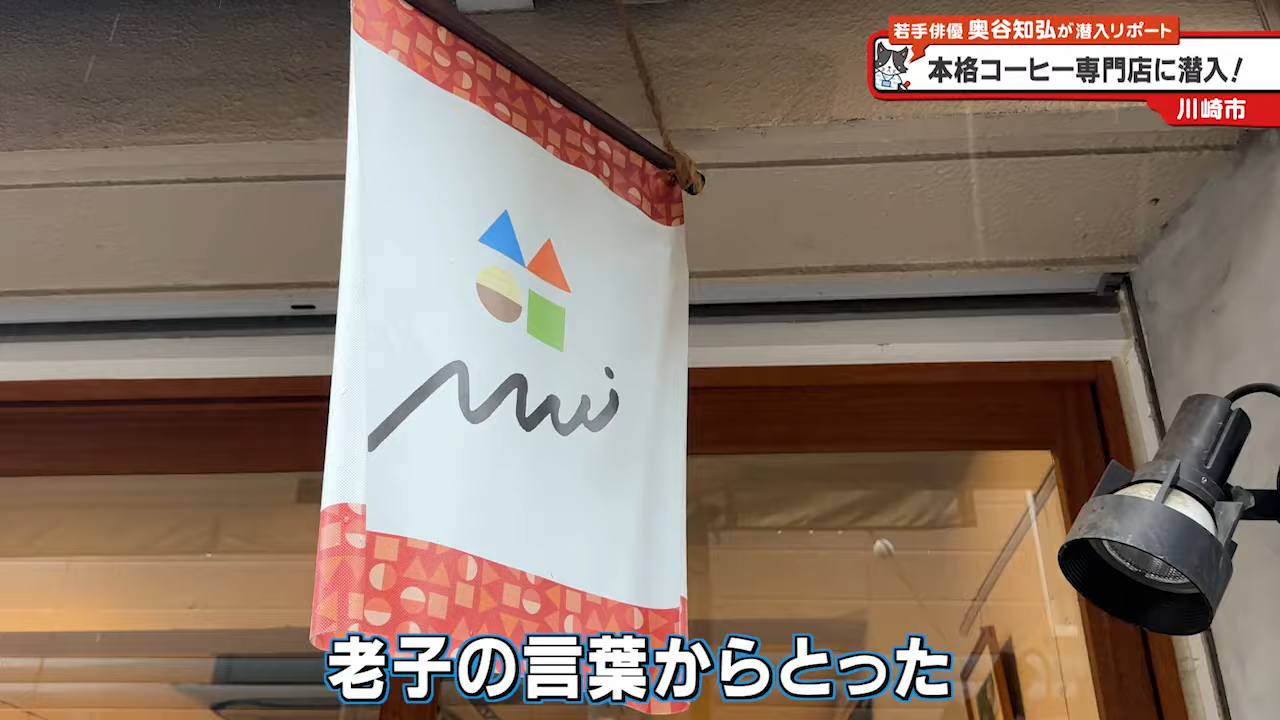 若手俳優 奥谷知弘が潜入リポート
本格コーヒー専門店に潜入!
川崎市
mui
老子の言葉からとった